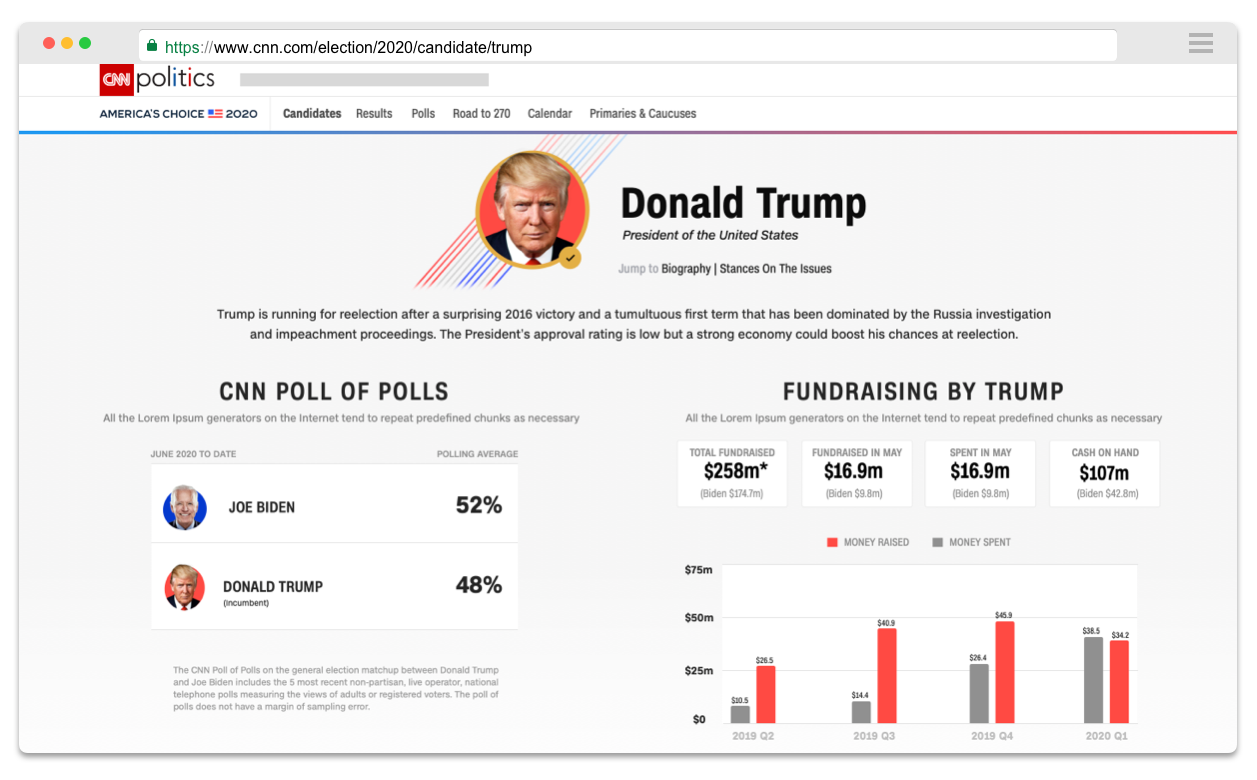 https://www.cnn.com/election/2020/candidate/trump
CNN politics
AMERICA'S CHOICE 2020
Candidates Results Polls Road to 270 Calendar Primaries & Caucuses
Donald Trump
President of the United States
Jump to Biography | Stances On The Issues
Trump is running for reelection after a surprising 2016 victory and a tumultuous first term that has been dominated by the Russia investigation
and impeachment proceedings. The President's approval rating is low but a strong economy could boost his chances at reelection.
CNN POLL OF POLLS
All the Lorem Ipsum generators on the Internet tend to repeat predefined chunks as necessary
JUNE 2020 TO DATE POLLING AVERAGE
JOE BIDEN 52%
DONALD TRUMP 48%
(Incumbent)
The CNN Poll of Polls on the general election matchup between Donald Trump
and Joe Biden includes the 5 most recent non-partisan, live operator, national
telephone polls measuring the views of adults or registered voters. The poll of
polls does not have a margin of sampling error.
FUNDRAISING BY TRUMP
All the Lorem Ipsum generators on the Internet tend to repeat predefined chunks as necessary
TOTAL FUNDRAISED FUNDRAISED IN MAY SPENT IN MAY CASH ON HAND
$258m* $16.9m $16.9m $107m
(Biden $174.7m) (Biden $9.8m) (Biden $9.8m) (Biden $42.8m)
MONEY RAISED MONEY SPENT
$75m
$50m
$25m
$0
$10.5 $26.5 $14.4 $40.9 $26.4 $45.9 $38.5 $34.2
2019 Q2 2019 Q3 2019 Q4 2020 Q1